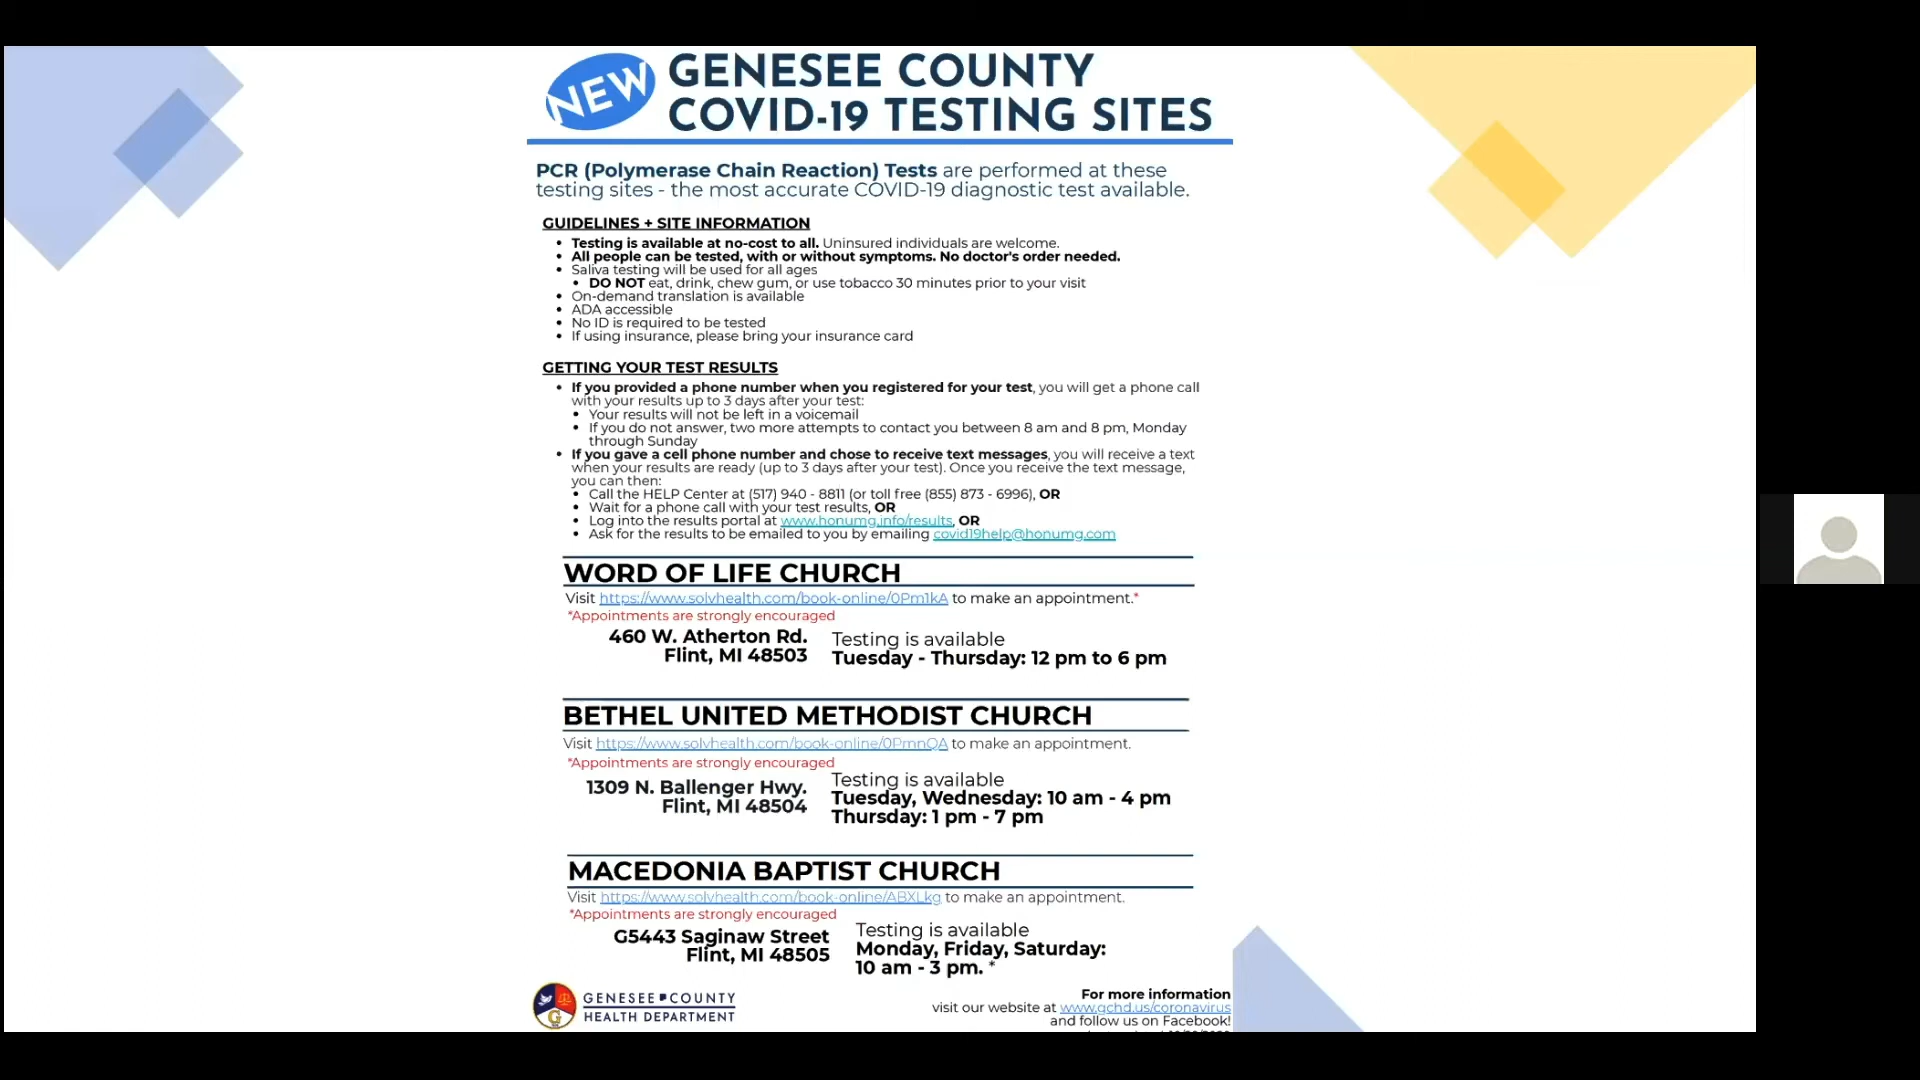 NEW GENESEE COUNTY
COVID-19 TESTING SITES
PCR (Polymerase Chain Reaction) Tests are performed at these
testing sites - the most accurate COVID-19 diagnostic test available.
GUIDELINES + SITE INFORMATION
• Testing is available at no-cost to all. Uninsured individuals are welcome.
• All people can be tested, with or without symptoms. No doctor's order needed.
• Saliva testing will be used for all ages
• DO NOT eat, drink, chew gum, or use tobacco 30 minutes prior to your visit
• On-demand translation is available
• ADA accessible
• No ID is required to be tested
• If using insurance, please bring your insurance card
GETTING YOUR TEST RESULTS
• If you provided a phone number when you registered for your test, you will get a phone call
with your results up to 3 days after your test:
• Your results will not be left in a voicemail
• If you do not answer, two more attempts to contact you between 8 am and 8 pm, Monday
through Sunday
• If you gave a cell phone number and chose to receive text messages, you will receive a text
when your results are ready (up to 3 days after your test). Once you receive the text message,
you can then:
• Call the HELP Center at (517) 940 - 8811 (or toll free (855) 873 - 6996), OR
• Wait for a phone call with your test results, OR
• Log into the results portal at www.honumg.info/results, OR
• Ask for the results to be emailed to you by emailing covid19help@honumg.com
WORD OF LIFE CHURCH
Visit https://www.solvhealth.com/book-online/0Pm1kA to make an appointment.*
*Appointments are strongly encouraged
460 W. Atherton Rd.
Flint, MI 48503
Testing is available
Tuesday - Thursday: 12 pm to 6 pm
BETHEL UNITED METHODIST CHURCH
Visit https://www.solvhealth.com/book-online/0PmnQA to make an appointment.
*Appointments are strongly encouraged
1309 N. Ballenger Hwy.
Flint, MI 48504
Testing is available
Tuesday, Wednesday: 10 am - 4 pm
Thursday: 1 pm - 7 pm
MACEDONIA BAPTIST CHURCH
Visit https://www.solvhealth.com/book-online/ABXLkg to make an appointment.
*Appointments are strongly encouraged
G5443 Saginaw Street
Flint, MI 48505
Testing is available
Monday, Friday, Saturday:
10 am - 3 pm. *
GENESEE COUNTY
HEALTH DEPARTMENT
For more information
visit our website at www.gchd.us/coronavirus
and follow us on Facebook!